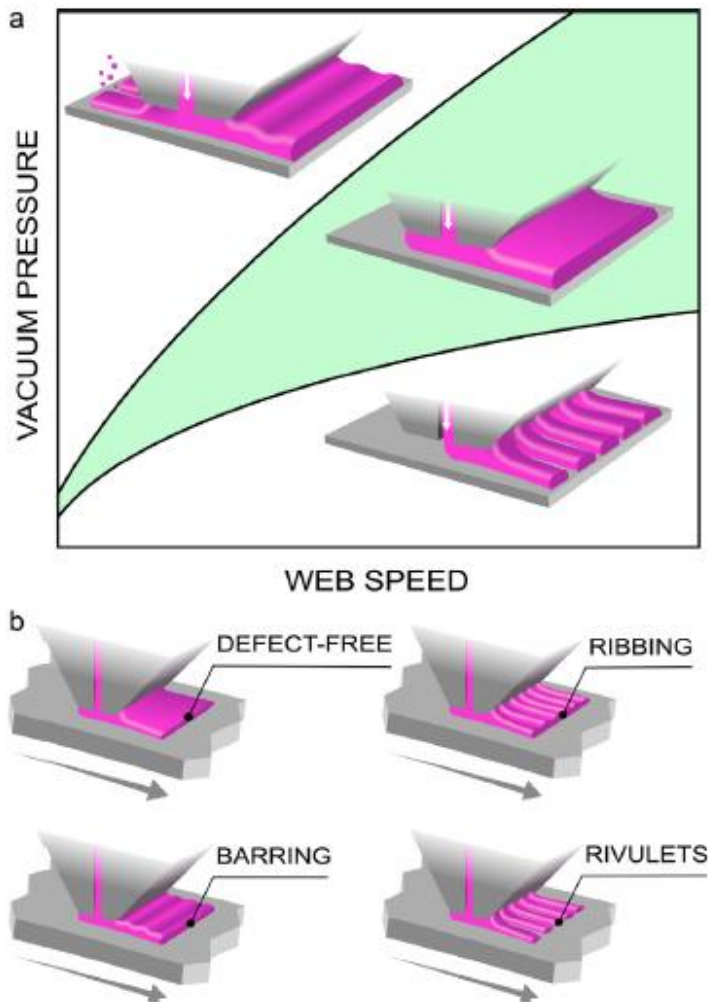 a
VACUUM PRESSURE
WEB SPEED
b
DEFECT-FREE
RIBBING
BARRING
RIVULETS